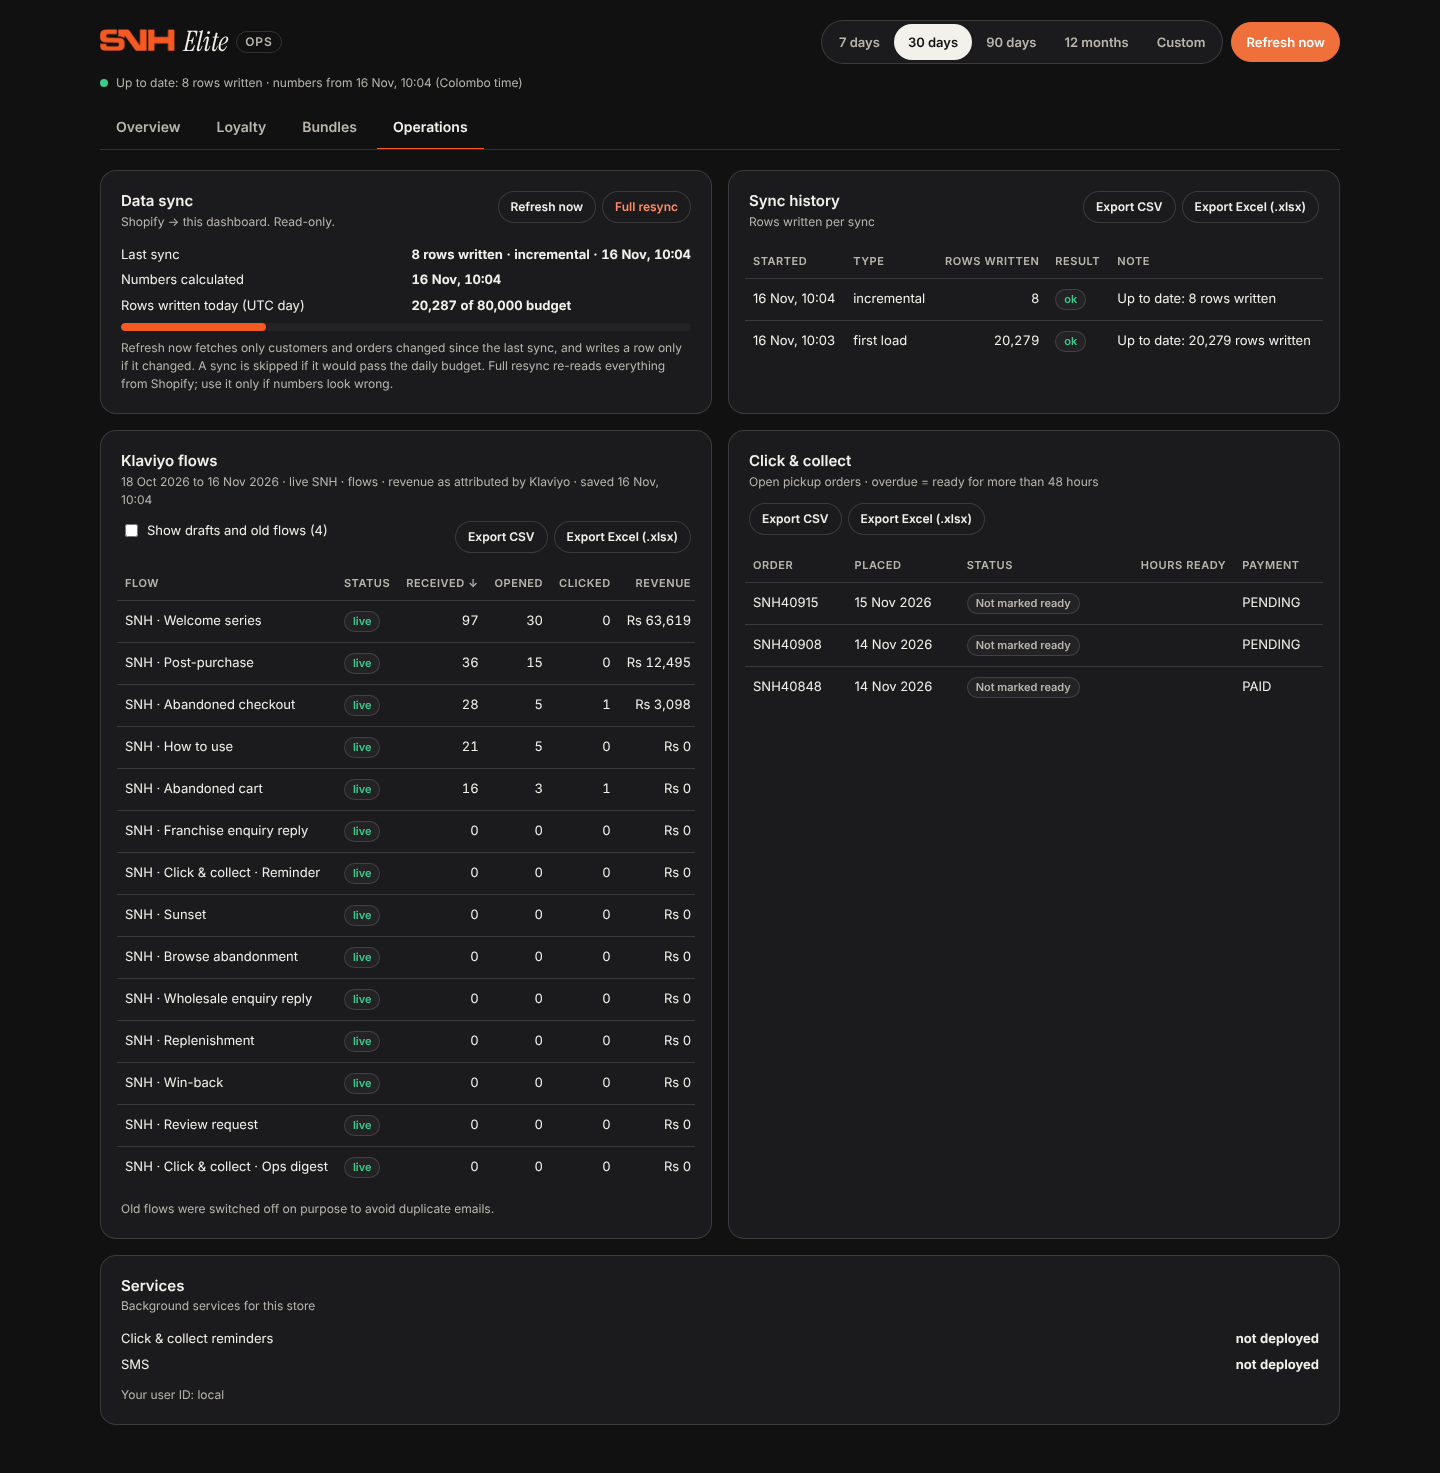 SNH Elite OPS
7 days 30 days 90 days 12 months Custom Refresh now
Up to date: 8 rows written · numbers from 16 Nov, 10:04 (Colombo time)
Overview Loyalty Bundles Operations
Data sync
Shopify → this dashboard. Read-only.
Refresh now Full resync
Last sync 8 rows written · incremental · 16 Nov, 10:04
Numbers calculated 16 Nov, 10:04
Rows written today (UTC day) 20,287 of 80,000 budget
Refresh now fetches only customers and orders changed since the last sync, and writes a row only
if it changed. A sync is skipped if it would pass the daily budget. Full resync re-reads everything
from Shopify; use it only if numbers look wrong.
Sync history
Rows written per sync
Export CSV Export Excel (.xlsx)
STARTED TYPE ROWS WRITTEN RESULT NOTE
16 Nov, 10:04 incremental 8 ok Up to date: 8 rows written
16 Nov, 10:03 first load 20,279 ok Up to date: 20,279 rows written
Klaviyo flows
18 Oct 2026 to 16 Nov 2026 · live SNH · flows · revenue as attributed by Klaviyo · saved 16 Nov,
10:04
Show drafts and old flows (4) Export CSV Export Excel (.xlsx)
FLOW STATUS RECEIVED ↓ OPENED CLICKED REVENUE
SNH · Welcome series live 97 30 0 Rs 63,619
SNH · Post-purchase live 36 15 0 Rs 12,495
SNH · Abandoned checkout live 28 5 1 Rs 3,098
SNH · How to use live 21 5 0 Rs 0
SNH · Abandoned cart live 16 3 1 Rs 0
SNH · Franchise enquiry reply live 0 0 0 Rs 0
SNH · Click & collect · Reminder live 0 0 0 Rs 0
SNH · Sunset live 0 0 0 Rs 0
SNH · Browse abandonment live 0 0 0 Rs 0
SNH · Wholesale enquiry reply live 0 0 0 Rs 0
SNH · Replenishment live 0 0 0 Rs 0
SNH · Win-back live 0 0 0 Rs 0
SNH · Review request live 0 0 0 Rs 0
SNH · Click & collect · Ops digest live 0 0 0 Rs 0
Old flows were switched off on purpose to avoid duplicate emails.
Click & collect
Open pickup orders · overdue = ready for more than 48 hours
Export CSV Export Excel (.xlsx)
ORDER PLACED STATUS HOURS READY PAYMENT
SNH40915 15 Nov 2026 Not marked ready PENDING
SNH40908 14 Nov 2026 Not marked ready PENDING
SNH40848 14 Nov 2026 Not marked ready PAID
Services
Background services for this store
Click & collect reminders not deployed
SMS not deployed
Your user ID: local